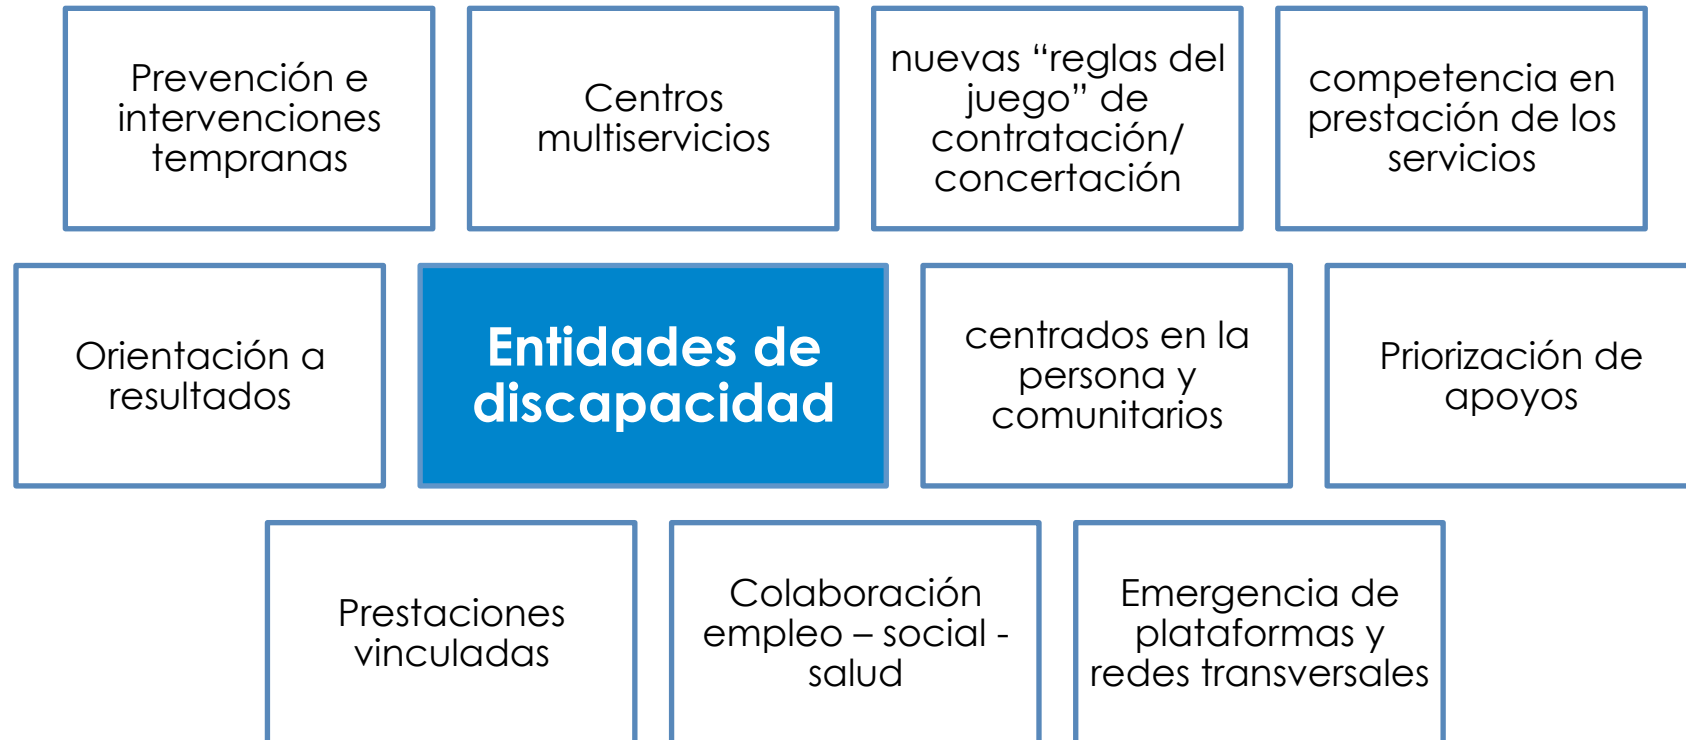 Prevención e
intervenciones
tempranas
Centros
multiservicios
nuevas “reglas del
juego” de
contratación/
concertación
competencia en
prestación de los
servicios
Orientación a
resultados
Entidades de
discapacidad
centrados en la
persona y
comunitarios
Priorización de
apoyos
Prestaciones
vinculadas
Colaboración
empleo – social -
salud
Emergencia de
plataformas y
redes transversales